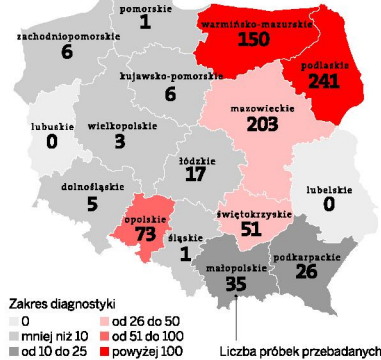 pomorskie
1
warmińsko-mazurskie
150
zachodniopomorskie
6
podlaskie
241
kujawsko-pomorskie
6
mazowieckie
203
lubuskie
0
wielkopolskie
3
łódzkie
17
lubelskie
0
dolnośląskie
5
opolskie
73
świętokrzyskie
51
śląskie
1
małopolskie
35
podkarpackie
26
Zakres diagnostyki
0
od 26 do 50
mniej niż 10
od 51 do 100
od 10 do 25
powyżej 100
Liczba próbek przebadanych